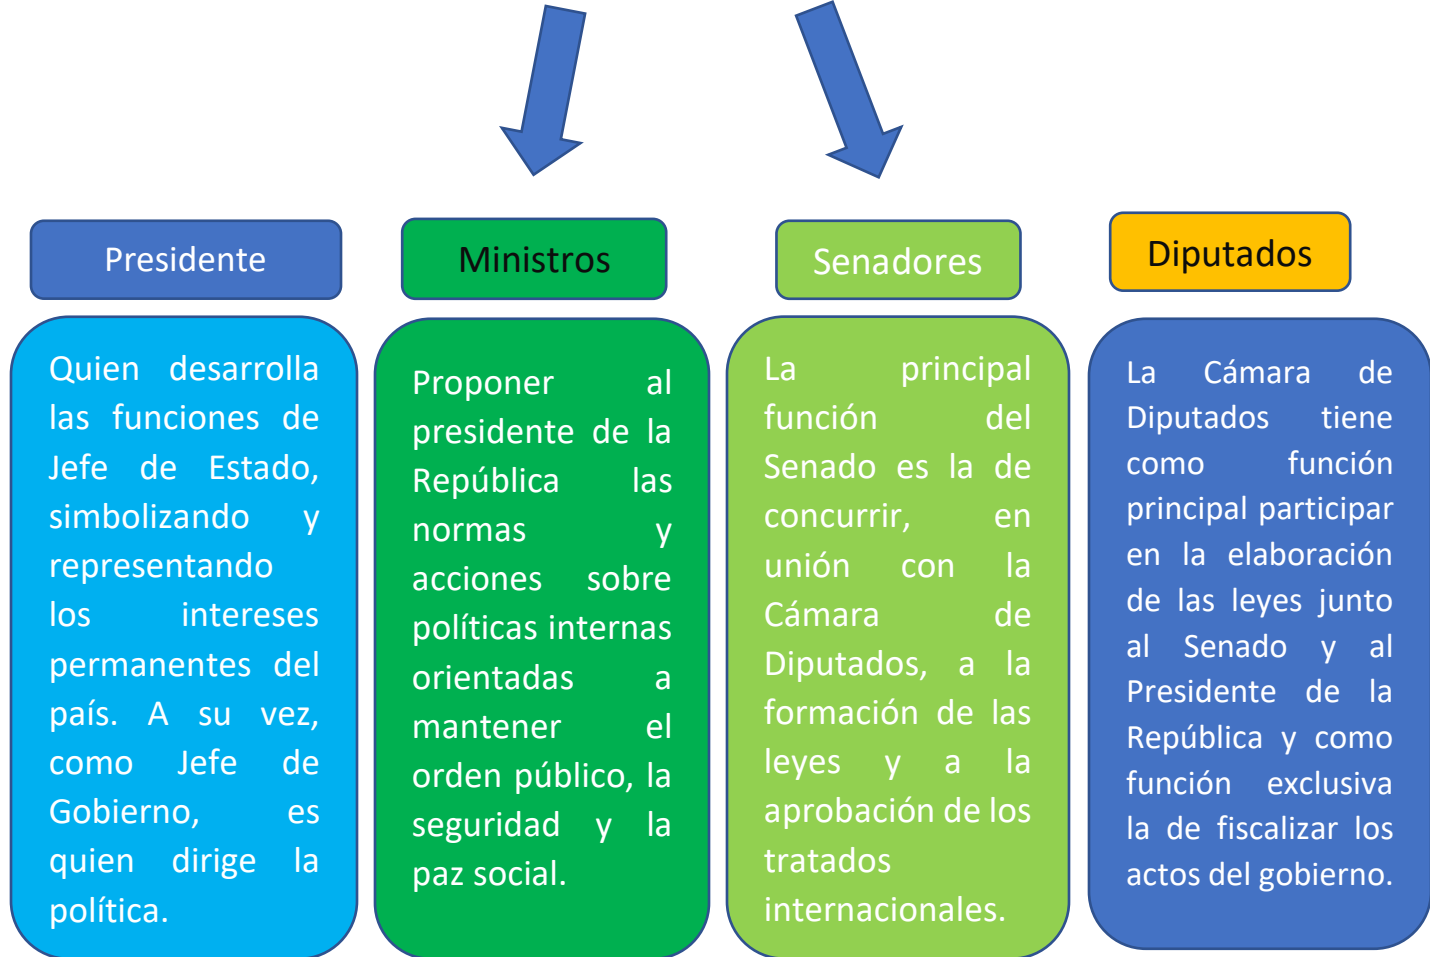 Presidente
Ministros
Senadores
Diputados
Quien desarrolla
las funciones de
Jefe de Estado,
simbolizando y
representando
los intereses
permanentes del
país. A su vez,
como Jefe de
Gobierno, es
quien dirige la
política.
Proponer al
presidente de la
República las
normas y
acciones sobre
políticas internas
orientadas a
mantener el
orden público, la
seguridad y la
paz social.
La principal
función del
Senado es la de
concurrir, en
unión con la
Cámara de
Diputados, a la
formación de las
leyes y a la
aprobación de los
tratados
internacionales.
La Cámara de
Diputados tiene
como función
principal participar
en la elaboración
de las leyes junto
al Senado y al
Presidente de la
República y como
función exclusiva
la de fiscalizar los
actos del gobierno.